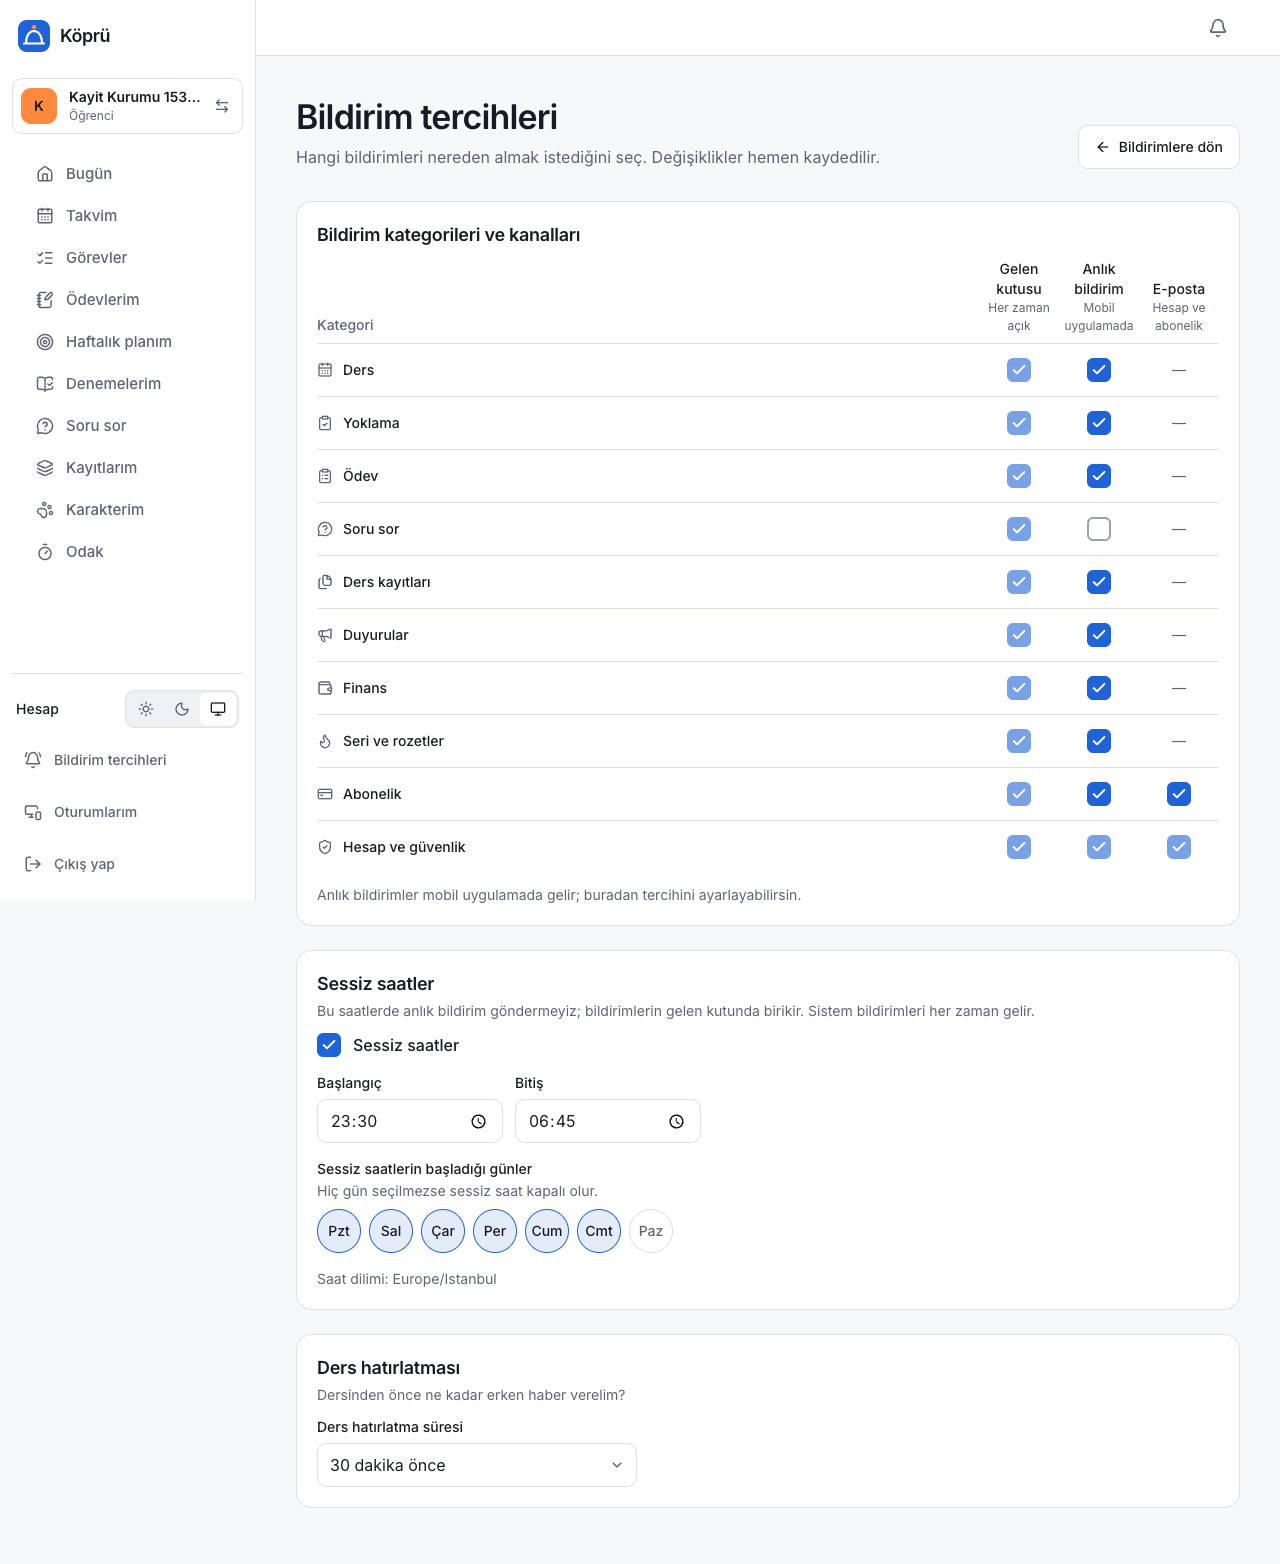 Köprü
K
Kayit Kurumu 153...
Öğrenci
Bugün
Takvim
Görevler
Ödevlerim
Haftalık planım
Denemelerim
Soru sor
Kayıtlarım
Karakterim
Odak
Hesap
Bildirim tercihleri
Oturumlarım
Çıkış yap
Bildirim tercihleri
Hangi bildirimleri nereden almak istediğini seç. Değişiklikler hemen kaydedilir.
Bildirimlere dön
Bildirim kategorileri ve kanalları
Kategori
Gelen
kutusu
Her zaman
açık
Anlık
bildirim
Mobil
uygulamada
E-posta
Hesap ve
abonelik
Ders —
Yoklama —
Ödev —
Soru sor —
Ders kayıtları —
Duyurular —
Finans —
Seri ve rozetler —
Abonelik
Hesap ve güvenlik
Anlık bildirimler mobil uygulamada gelir; buradan tercihini ayarlayabilirsin.
Sessiz saatler
Bu saatlerde anlık bildirim göndermeyiz; bildirimlerin gelen kutunda birikir. Sistem bildirimleri her zaman gelir.
Sessiz saatler
Başlangıç
23:30
Bitiş
06:45
Sessiz saatlerin başladığı günler
Hiç gün seçilmezse sessiz saat kapalı olur.
Pzt Sal Çar Per Cum Cmt Paz
Saat dilimi: Europe/Istanbul
Ders hatırlatması
Dersinden önce ne kadar erken haber verelim?
Ders hatırlatma süresi
30 dakika önce